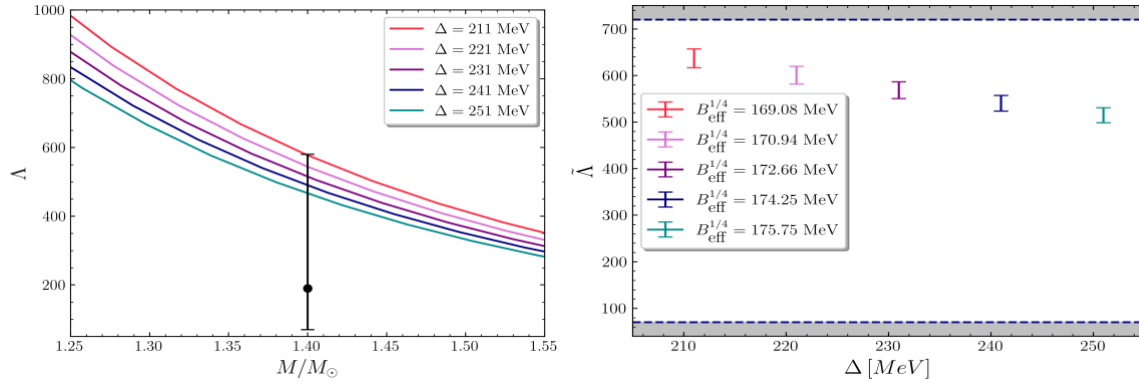 1000
800
600
400
200
Λ
1.25
1.30
1.35
1.40
1.45
1.50
1.55
M/M⊙
Δ = 211 MeV
Δ = 221 MeV
Δ = 231 MeV
Δ = 241 MeV
Δ = 251 MeV
700
600
500
400
300
200
100
Λ̃
210
220
230
240
250
Δ [MeV]
B_eff^1/4 = 169.08 MeV
B_eff^1/4 = 170.94 MeV
B_eff^1/4 = 172.66 MeV
B_eff^1/4 = 174.25 MeV
B_eff^1/4 = 175.75 MeV